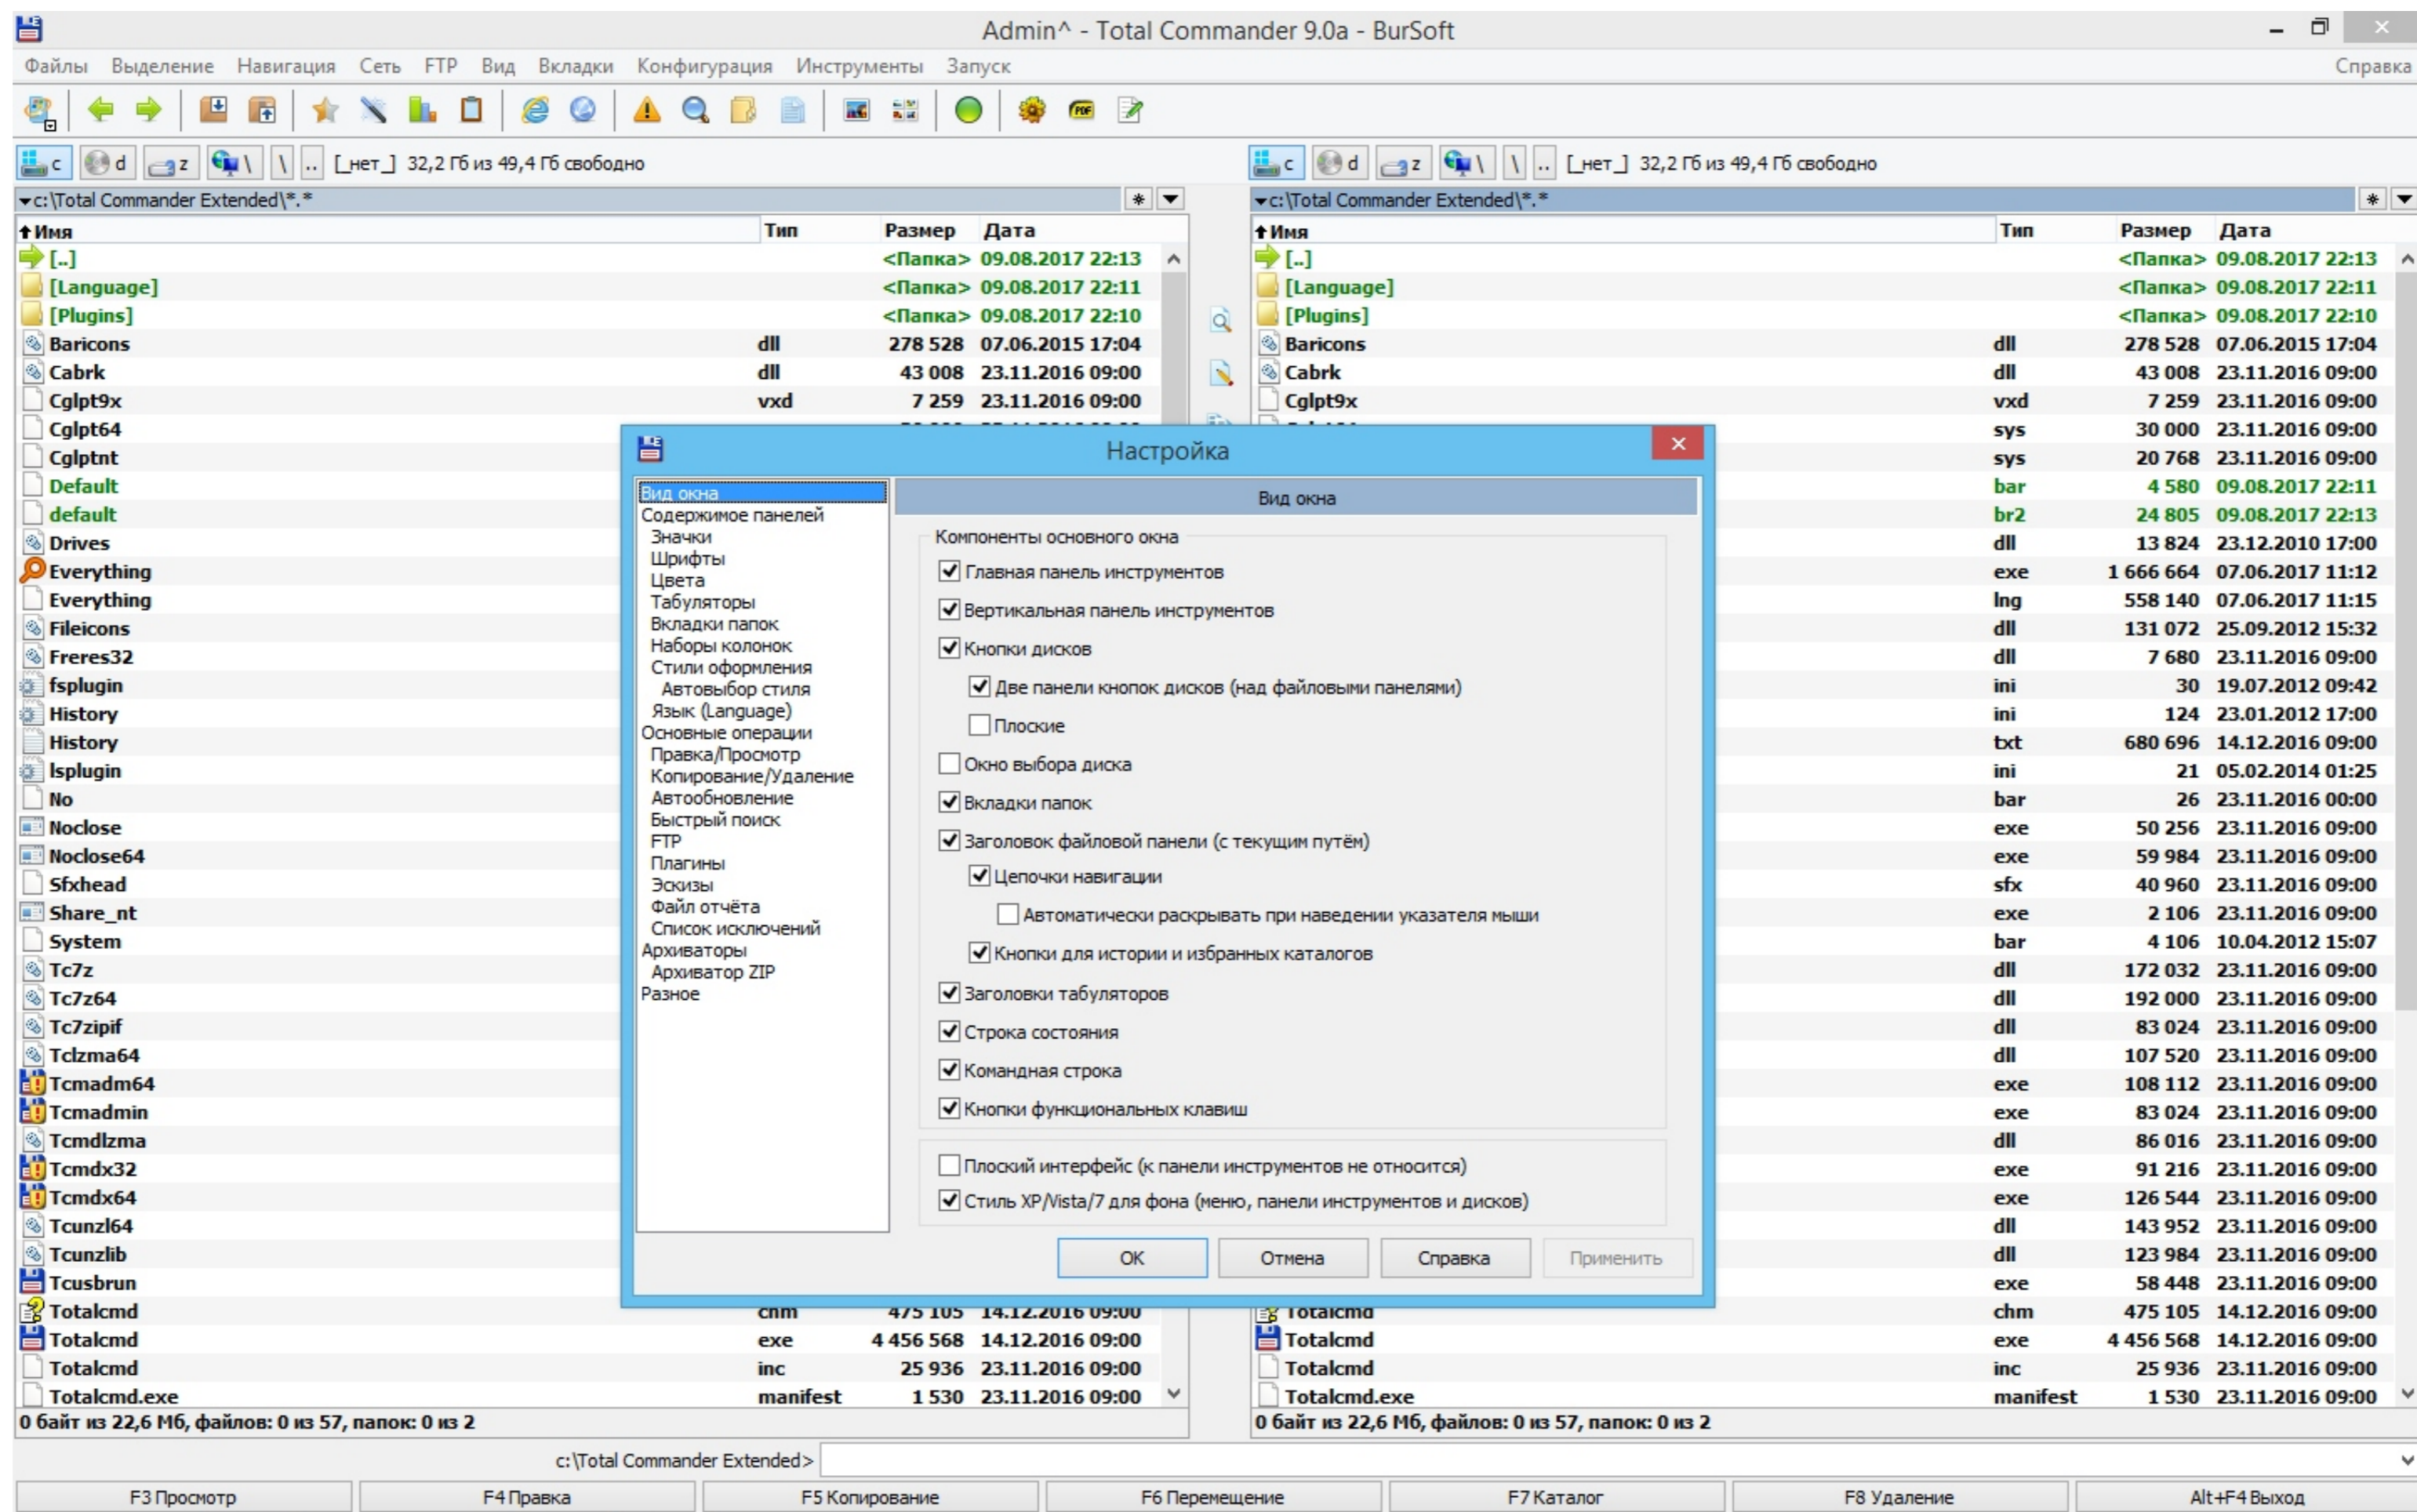 Admin^ - Total Commander 9.0a - BurSoft
Файлы Выделение Навигация Сеть FTP Вид Вкладки Конфигурация Инструменты Запуск Справка
c d z \ \ .. [_нет_] 32,2 Гб из 49,4 Гб свободно
c d z \ \ .. [_нет_] 32,2 Гб из 49,4 Гб свободно
c:\Total Commander Extended\*.* * 
c:\Total Commander Extended\*.* *
Имя Тип Размер Дата
[..] <Папка> 09.08.2017 22:13
[Language] <Папка> 09.08.2017 22:11
[Plugins] <Папка> 09.08.2017 22:10
Baricons dll 278 528 07.06.2015 17:04
Cabrk dll 43 008 23.11.2016 09:00
Cglpt9x vxd 7 259 23.11.2016 09:00
Cglpt64
Cglptnt
Default
default
Drives
Everything
Everything
Fileicons
Freres32
fsplugin
History
History
lsplugin
No
Noclose
Noclose64
Sfxhead
Share_nt
System
Tc7z
Tc7z64
Tc7zipif
Tclzma64
Tcmadm64
Tcmadmin
Tcmdlzma
Tcmdx32
Tcmdx64
Tcunzl64
Tcunzlib
Tcusbrun
Totalcmd chm 475 105 14.12.2016 09:00
Totalcmd exe 4 456 568 14.12.2016 09:00
Totalcmd inc 25 936 23.11.2016 09:00
Totalcmd.exe manifest 1 530 23.11.2016 09:00
0 байт из 22,6 Мб, файлов: 0 из 57, папок: 0 из 2
Настройка
Вид окна
Содержимое панелей
Значки
Шрифты
Цвета
Табуляторы
Вкладки папок
Наборы колонок
Стили оформления
Автовыбор стиля
Язык (Language)
Основные операции
Правка/Просмотр
Копирование/Удаление
Автообновление
Быстрый поиск
FTP
Плагины
Эскизы
Файл отчёта
Список исключений
Архиваторы
Архиватор ZIP
Разное
Вид окна
Компоненты основного окна
Главная панель инструментов
Вертикальная панель инструментов
Кнопки дисков
Две панели кнопок дисков (над файловыми панелями)
Плоские
Окно выбора диска
Вкладки папок
Заголовок файловой панели (с текущим путём)
Цепочки навигации
Автоматически раскрывать при наведении указателя мыши
Кнопки для истории и избранных каталогов
Заголовки табуляторов
Строка состояния
Командная строка
Кнопки функциональных клавиш
Плоский интерфейс (к панели инструментов не относится)
Стиль XP/Vista/7 для фона (меню, панели инструментов и дисков)
OK Отмена Справка Применить
Имя Тип Размер Дата
[..] <Папка> 09.08.2017 22:13
[Language] <Папка> 09.08.2017 22:11
[Plugins] <Папка> 09.08.2017 22:10
Baricons dll 278 528 07.06.2015 17:04
Cabrk dll 43 008 23.11.2016 09:00
Cglpt9x vxd 7 259 23.11.2016 09:00
sys 30 000 23.11.2016 09:00
sys 20 768 23.11.2016 09:00
bar 4 580 09.08.2017 22:11
br2 24 805 09.08.2017 22:13
dll 13 824 23.12.2010 17:00
exe 1 666 664 07.06.2017 11:12
lng 558 140 07.06.2017 11:15
dll 131 072 25.09.2012 15:32
dll 7 680 23.11.2016 09:00
ini 30 19.07.2012 09:42
ini 124 23.01.2012 17:00
txt 680 696 14.12.2016 09:00
ini 21 05.02.2014 01:25
bar 26 23.11.2016 00:00
exe 50 256 23.11.2016 09:00
exe 59 984 23.11.2016 09:00
sfx 40 960 23.11.2016 09:00
exe 2 106 23.11.2016 09:00
bar 4 106 10.04.2012 15:07
dll 172 032 23.11.2016 09:00
dll 192 000 23.11.2016 09:00
dll 83 024 23.11.2016 09:00
dll 107 520 23.11.2016 09:00
exe 108 112 23.11.2016 09:00
exe 83 024 23.11.2016 09:00
dll 86 016 23.11.2016 09:00
exe 91 216 23.11.2016 09:00
exe 126 544 23.11.2016 09:00
dll 143 952 23.11.2016 09:00
dll 123 984 23.11.2016 09:00
exe 58 448 23.11.2016 09:00
Totalcmd chm 475 105 14.12.2016 09:00
Totalcmd exe 4 456 568 14.12.2016 09:00
Totalcmd inc 25 936 23.11.2016 09:00
Totalcmd.exe manifest 1 530 23.11.2016 09:00
0 байт из 22,6 Мб, файлов: 0 из 57, папок: 0 из 2
c:\Total Commander Extended>
F3 Просмотр F4 Правка F5 Копирование F6 Перемещение F7 Каталог F8 Удаление Alt+F4 Выход